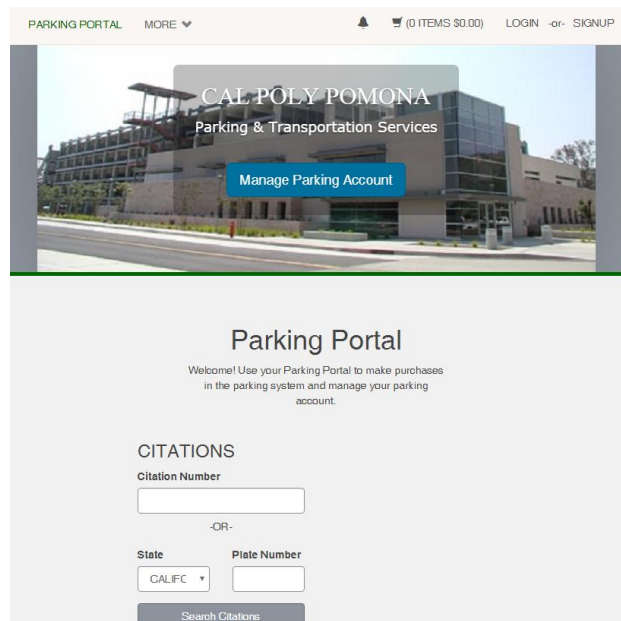 PARKING PORTAL MORE (0 ITEMS $0.00) LOGIN -or- SIGNUP
CAL POLY POMONA
Parking & Transportation Services
Manage Parking Account
Parking Portal
Welcome! Use your Parking Portal to make purchases
in the parking system and manage your parking
account.
CITATIONS
Citation Number
-OR-
State Plate Number
CALIFC
Search Citations